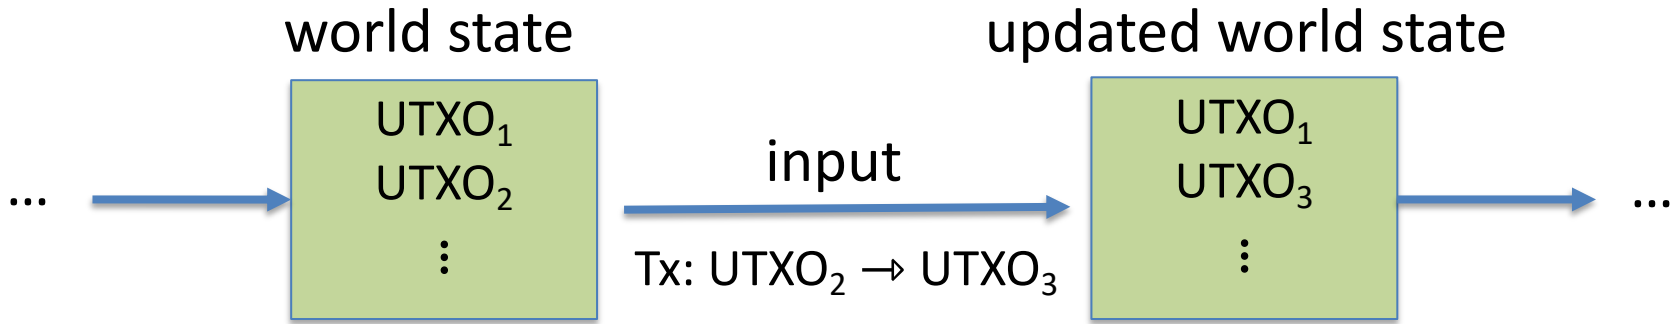 world state
UTXO₁
UTXO₂
⋮
...
input
Tx: UTXO₂ → UTXO₃
updated world state
UTXO₁
UTXO₃
⋮
...